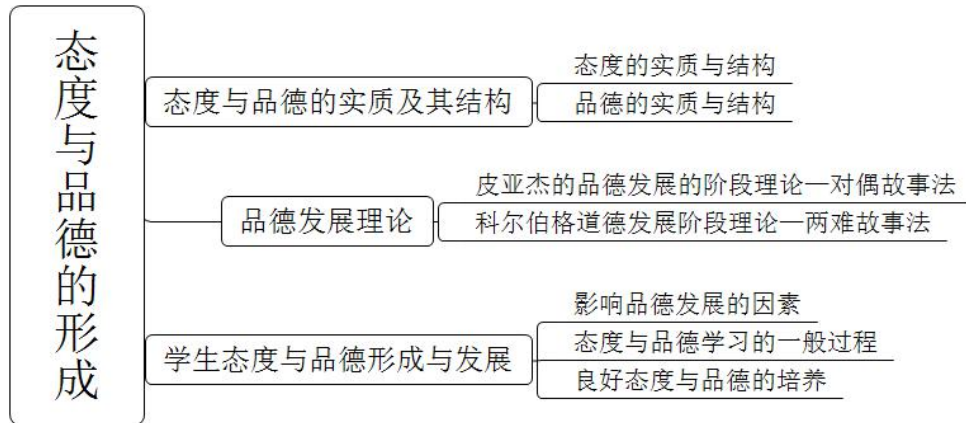 态度与品德的形成
态度与品德的实质及其结构
态度的实质与结构
品德的实质与结构
品德发展理论
皮亚杰的品德发展的阶段理论—对偶故事法
科尔伯格道德发展阶段理论—两难故事法
学生态度与品德形成与发展
影响品德发展的因素
态度与品德学习的一般过程
良好态度与品德的培养